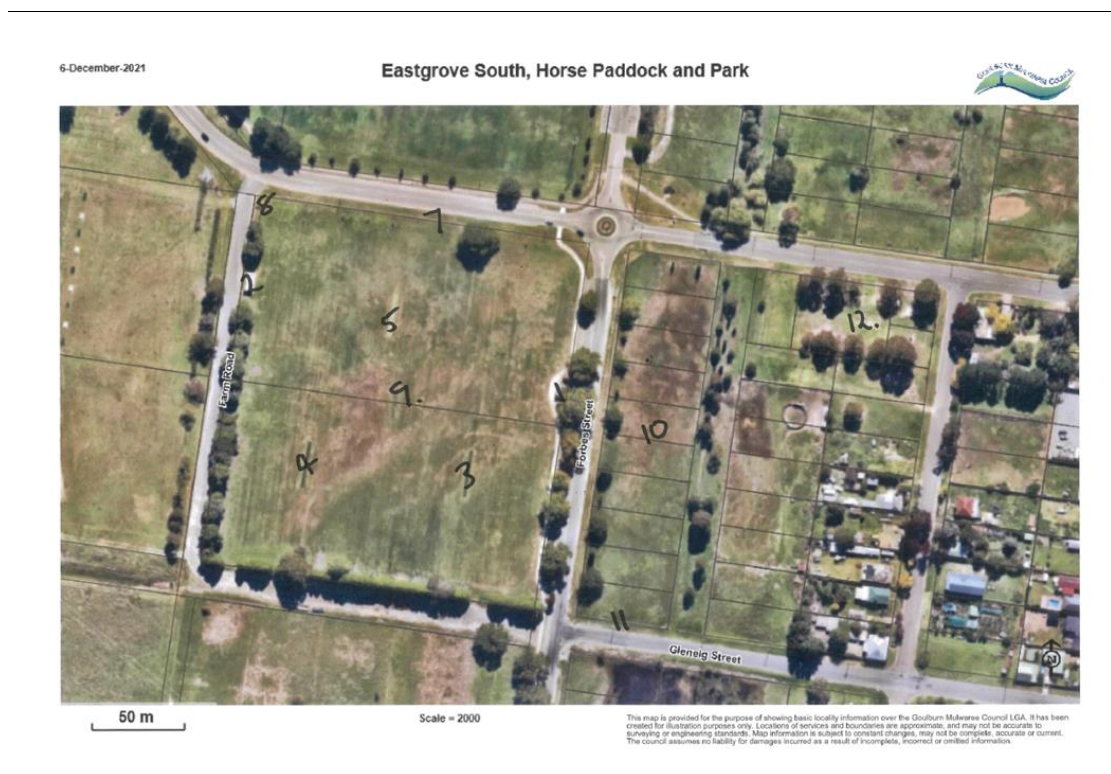 6-December-2021
Eastgrove South, Horse Paddock and Park
GOULBURN MULWAREE COUNCIL
8
7
2
5
12.
Farm Road
9.
1
Forbes Street
10
4
3
11
Gleneig Street
N
50 m
Scale = 2000
This map is provided for the purpose of showing basic locality information over the Goulburn Mulwaree Council LGA. It has been
created for illustration purposes only. Locations of services and boundaries are approximate, and may not be accurate to
surveying or engineering standards. Map information is subject to constant changes, may not be complete, accurate or current.
The council assumes no liability for damages incurred as a result of incomplete, incorrect or omitted information.